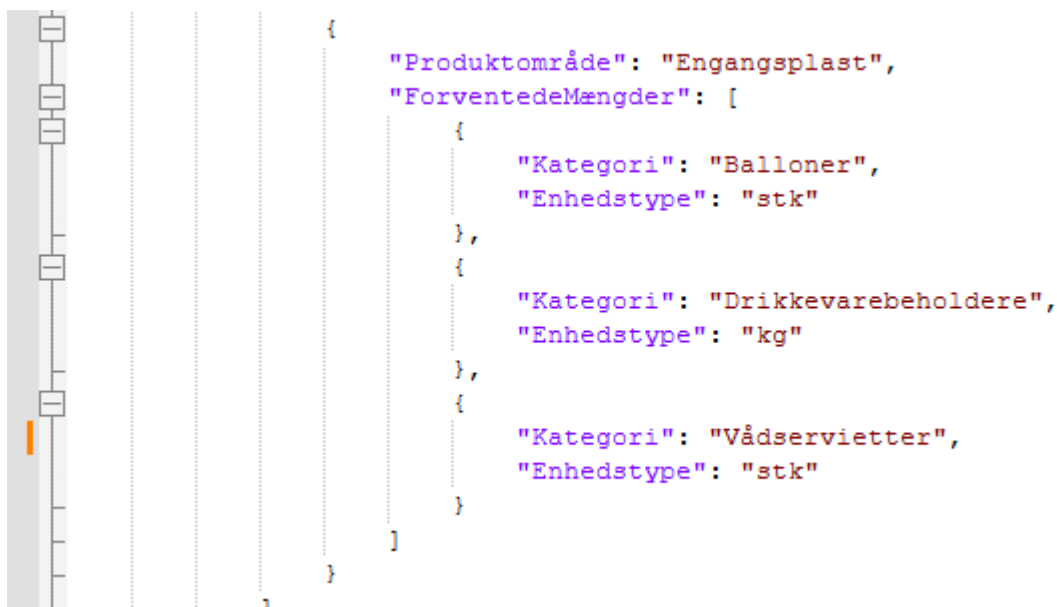 {
"Produktområde": "Engangsplast",
"ForventedeMængder": [
{
"Kategori": "Balloner",
"Enhedstype": "stk"
},
{
"Kategori": "Drikkevarebeholdere",
"Enhedstype": "kg"
},
{
"Kategori": "Vådservietter",
"Enhedstype": "stk"
}
]
}
]